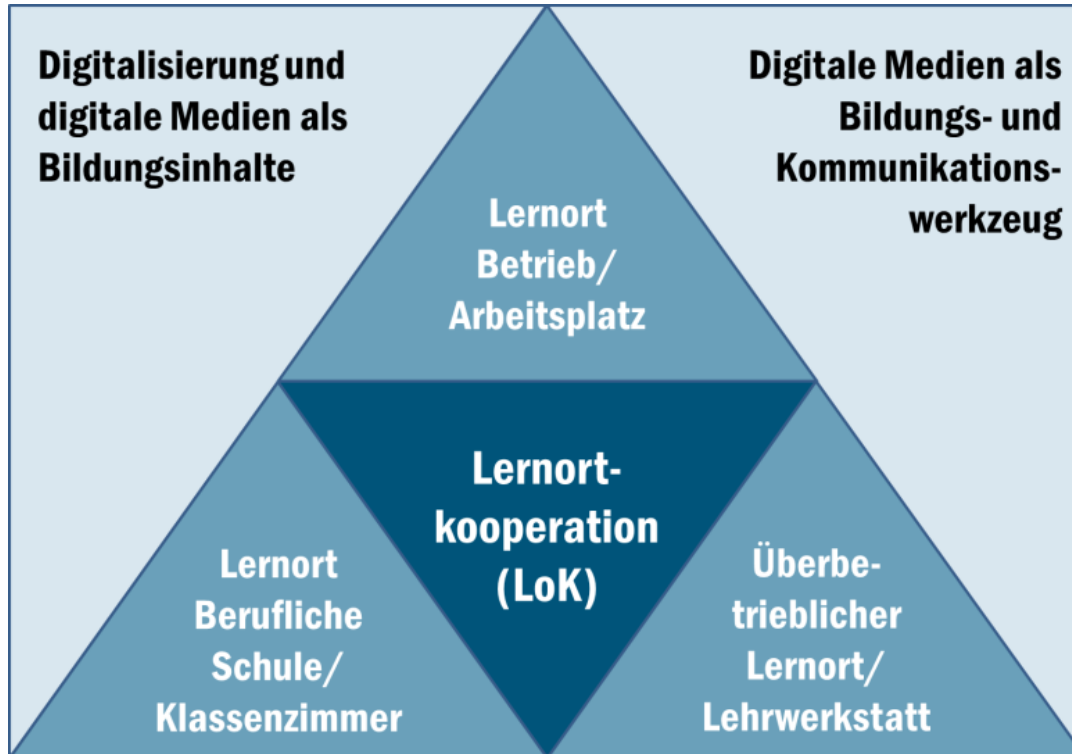 Digitalisierung und
digitale Medien als
Bildungsinhalte
Digitale Medien als
Bildungs- und
Kommunikations-
werkzeug
Lernort
Betrieb/
Arbeitsplatz
Lernort-
kooperation
(LoK)
Lernort
Berufliche
Schule/
Klassenzimmer
Überbe-
trieblicher
Lernort/
Lehrwerkstatt